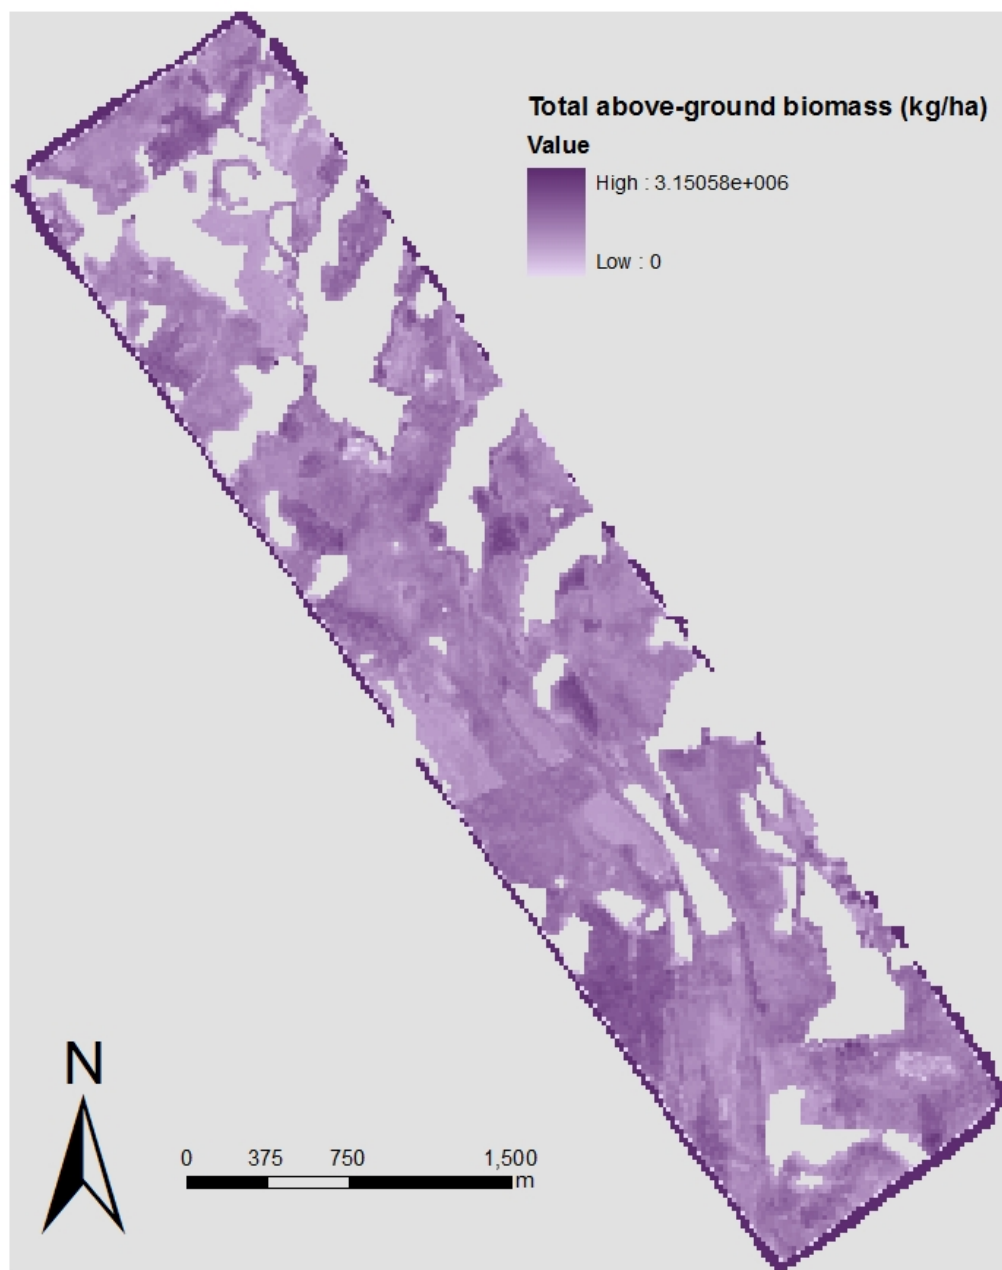 Total above-ground biomass (kg/ha)
Value
High : 3.15058e+006
Low : 0
N
0 375 750 1,500
m